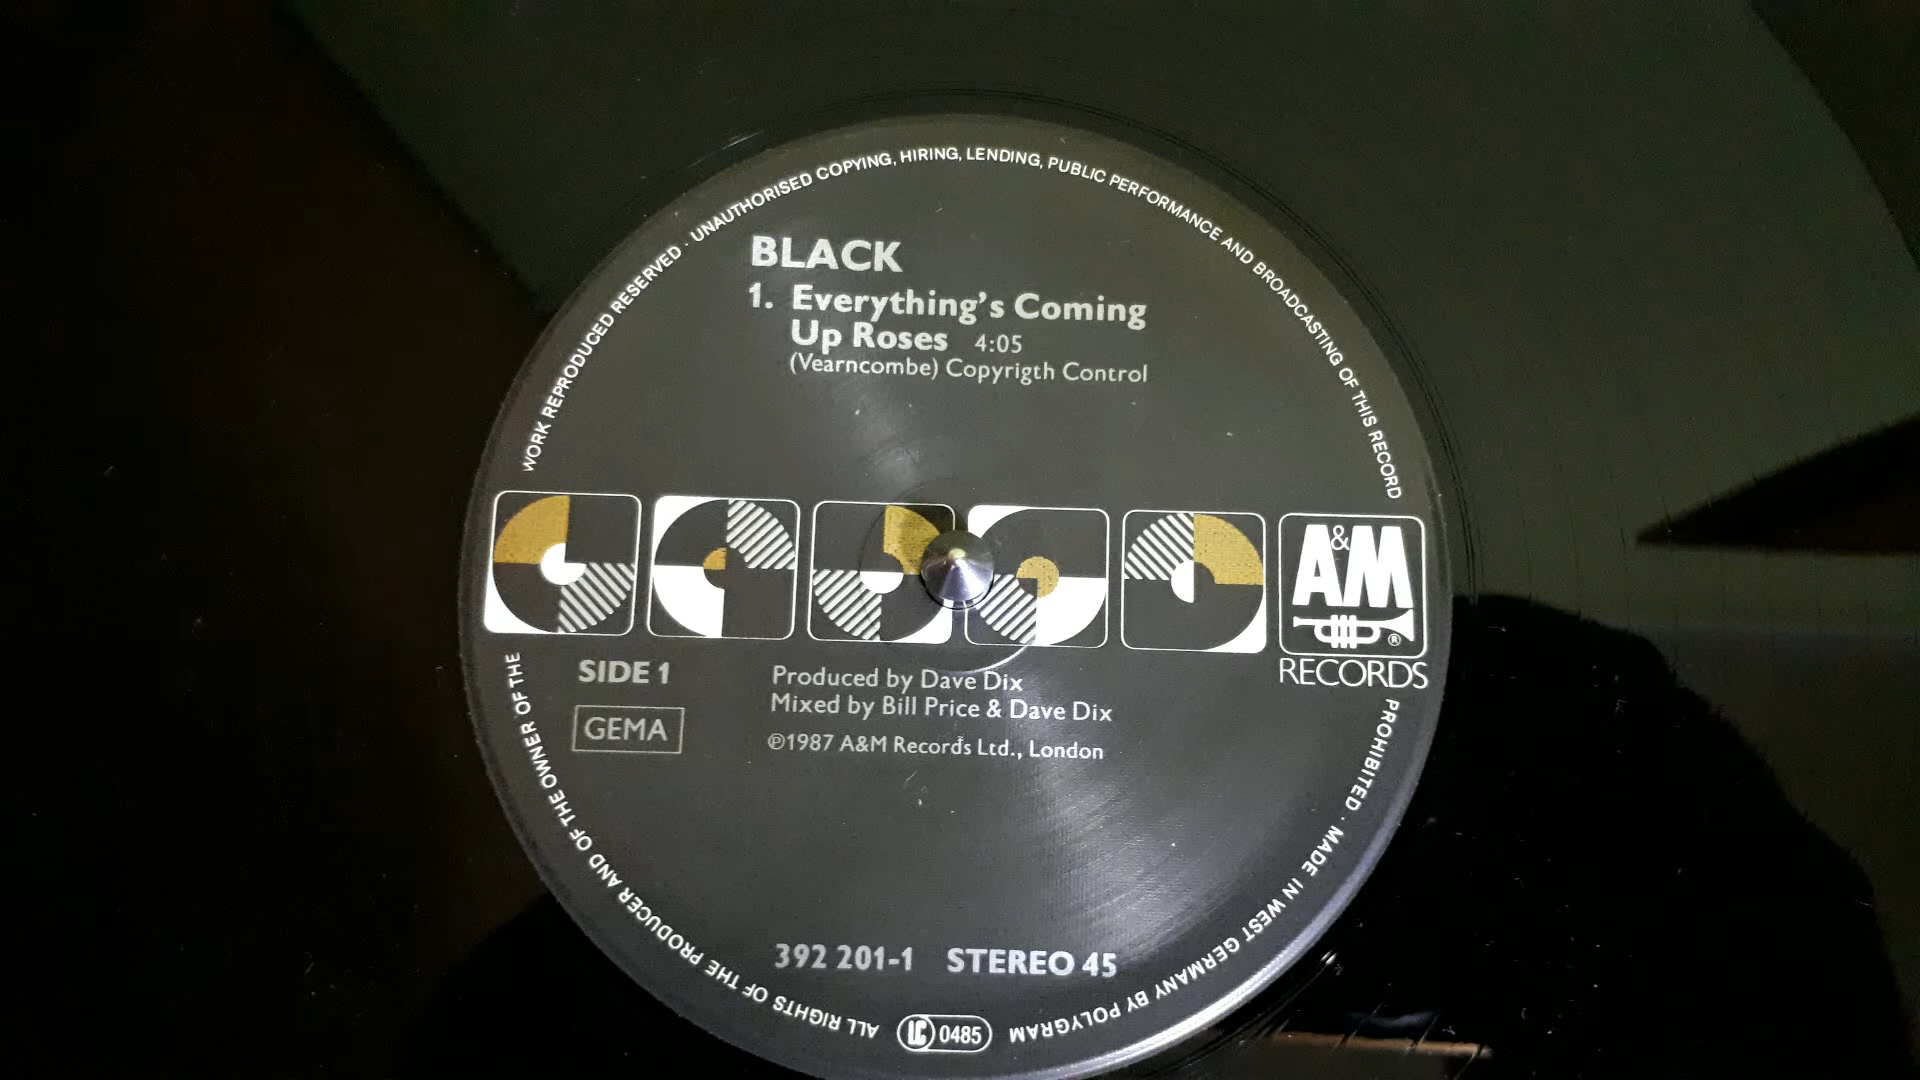 WORK REPRODUCED RESERVED · UNAUTHORISED COPYING, HIRING, LENDING, PUBLIC PERFORMANCE AND BROADCASTING OF THIS RECORD
BLACK
1. Everything's Coming
Up Roses 4:05
(Vearncombe) Copyrigth Control
A&M
®
RECORDS
SIDE 1
GEMA
Produced by Dave Dix
Mixed by Bill Price & Dave Dix
℗1987 A&M Records Ltd., London
392 201-1 STEREO 45
PROHIBITED · MADE IN WEST GERMANY BY POLYGRAM
LC 0485
ALL RIGHTS OF THE PRODUCER AND OF THE OWNER OF THE